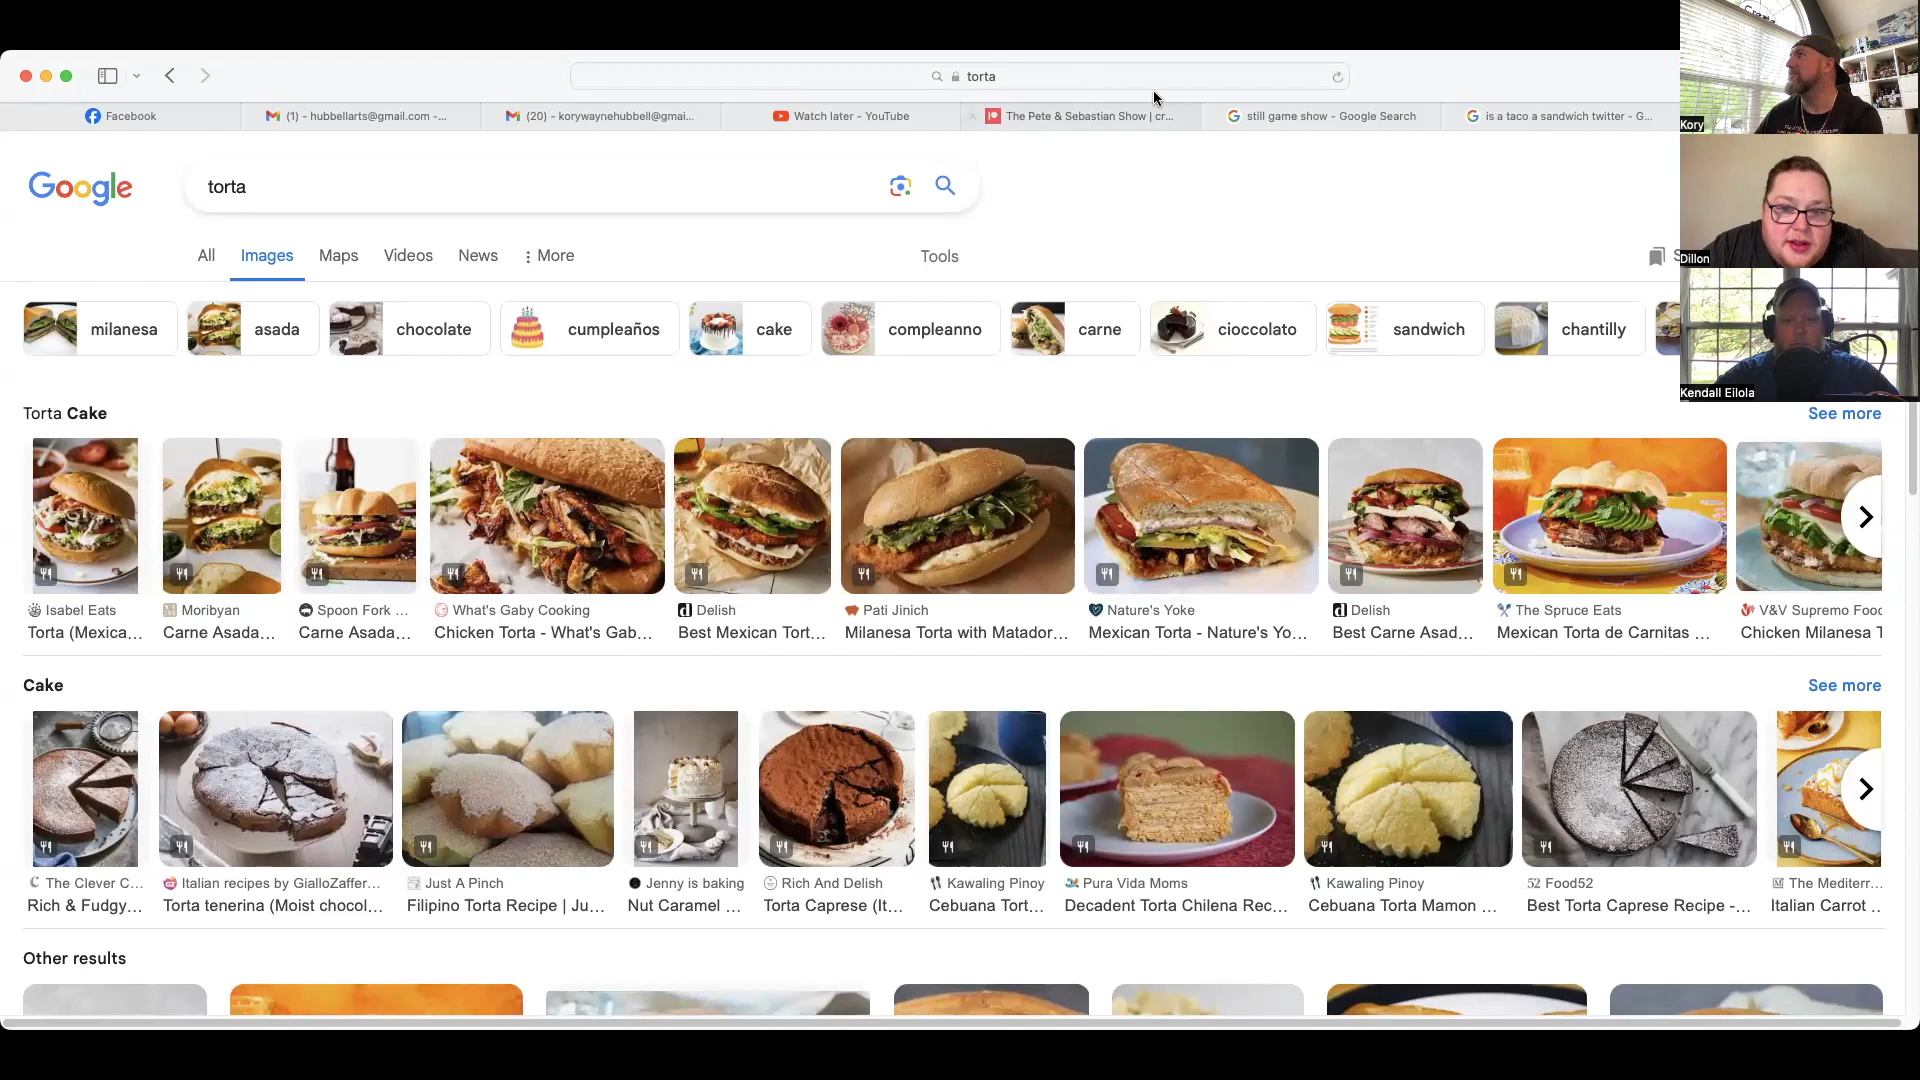 torta
Facebook
(1) - hubbellarts@gmail.com -...
(20) - korywaynehubbell@gmai...
Watch later - YouTube
The Pete & Sebastian Show | cr...
still game show - Google Search
is a taco a sandwich twitter - G...
Kory
Google
torta
All
Images
Maps
Videos
News
More
Tools
S
Dillon
milanesa
asada
chocolate
cumpleaños
cake
compleanno
carne
cioccolato
sandwich
chantilly
Kendall Eilola
Torta Cake
See more
Isabel Eats
Torta (Mexica...
Moribyan
Carne Asada...
Spoon Fork ...
Carne Asada...
What's Gaby Cooking
Chicken Torta - What's Gab...
Delish
Best Mexican Tort...
Pati Jinich
Milanesa Torta with Matador...
Nature's Yoke
Mexican Torta - Nature's Yo...
Delish
Best Carne Asad...
The Spruce Eats
Mexican Torta de Carnitas ...
V&V Supremo Food
Chicken Milanesa T
Cake
See more
The Clever C...
Rich & Fudgy...
Italian recipes by GialloZaffer...
Torta tenerina (Moist chocol...
Just A Pinch
Filipino Torta Recipe | Ju...
Jenny is baking
Nut Caramel ...
Rich And Delish
Torta Caprese (It...
Kawaling Pinoy
Cebuana Tort...
Pura Vida Moms
Decadent Torta Chilena Rec...
Kawaling Pinoy
Cebuana Torta Mamon ...
52 Food52
Best Torta Caprese Recipe -...
The Mediterr...
Italian Carrot ..
Other results